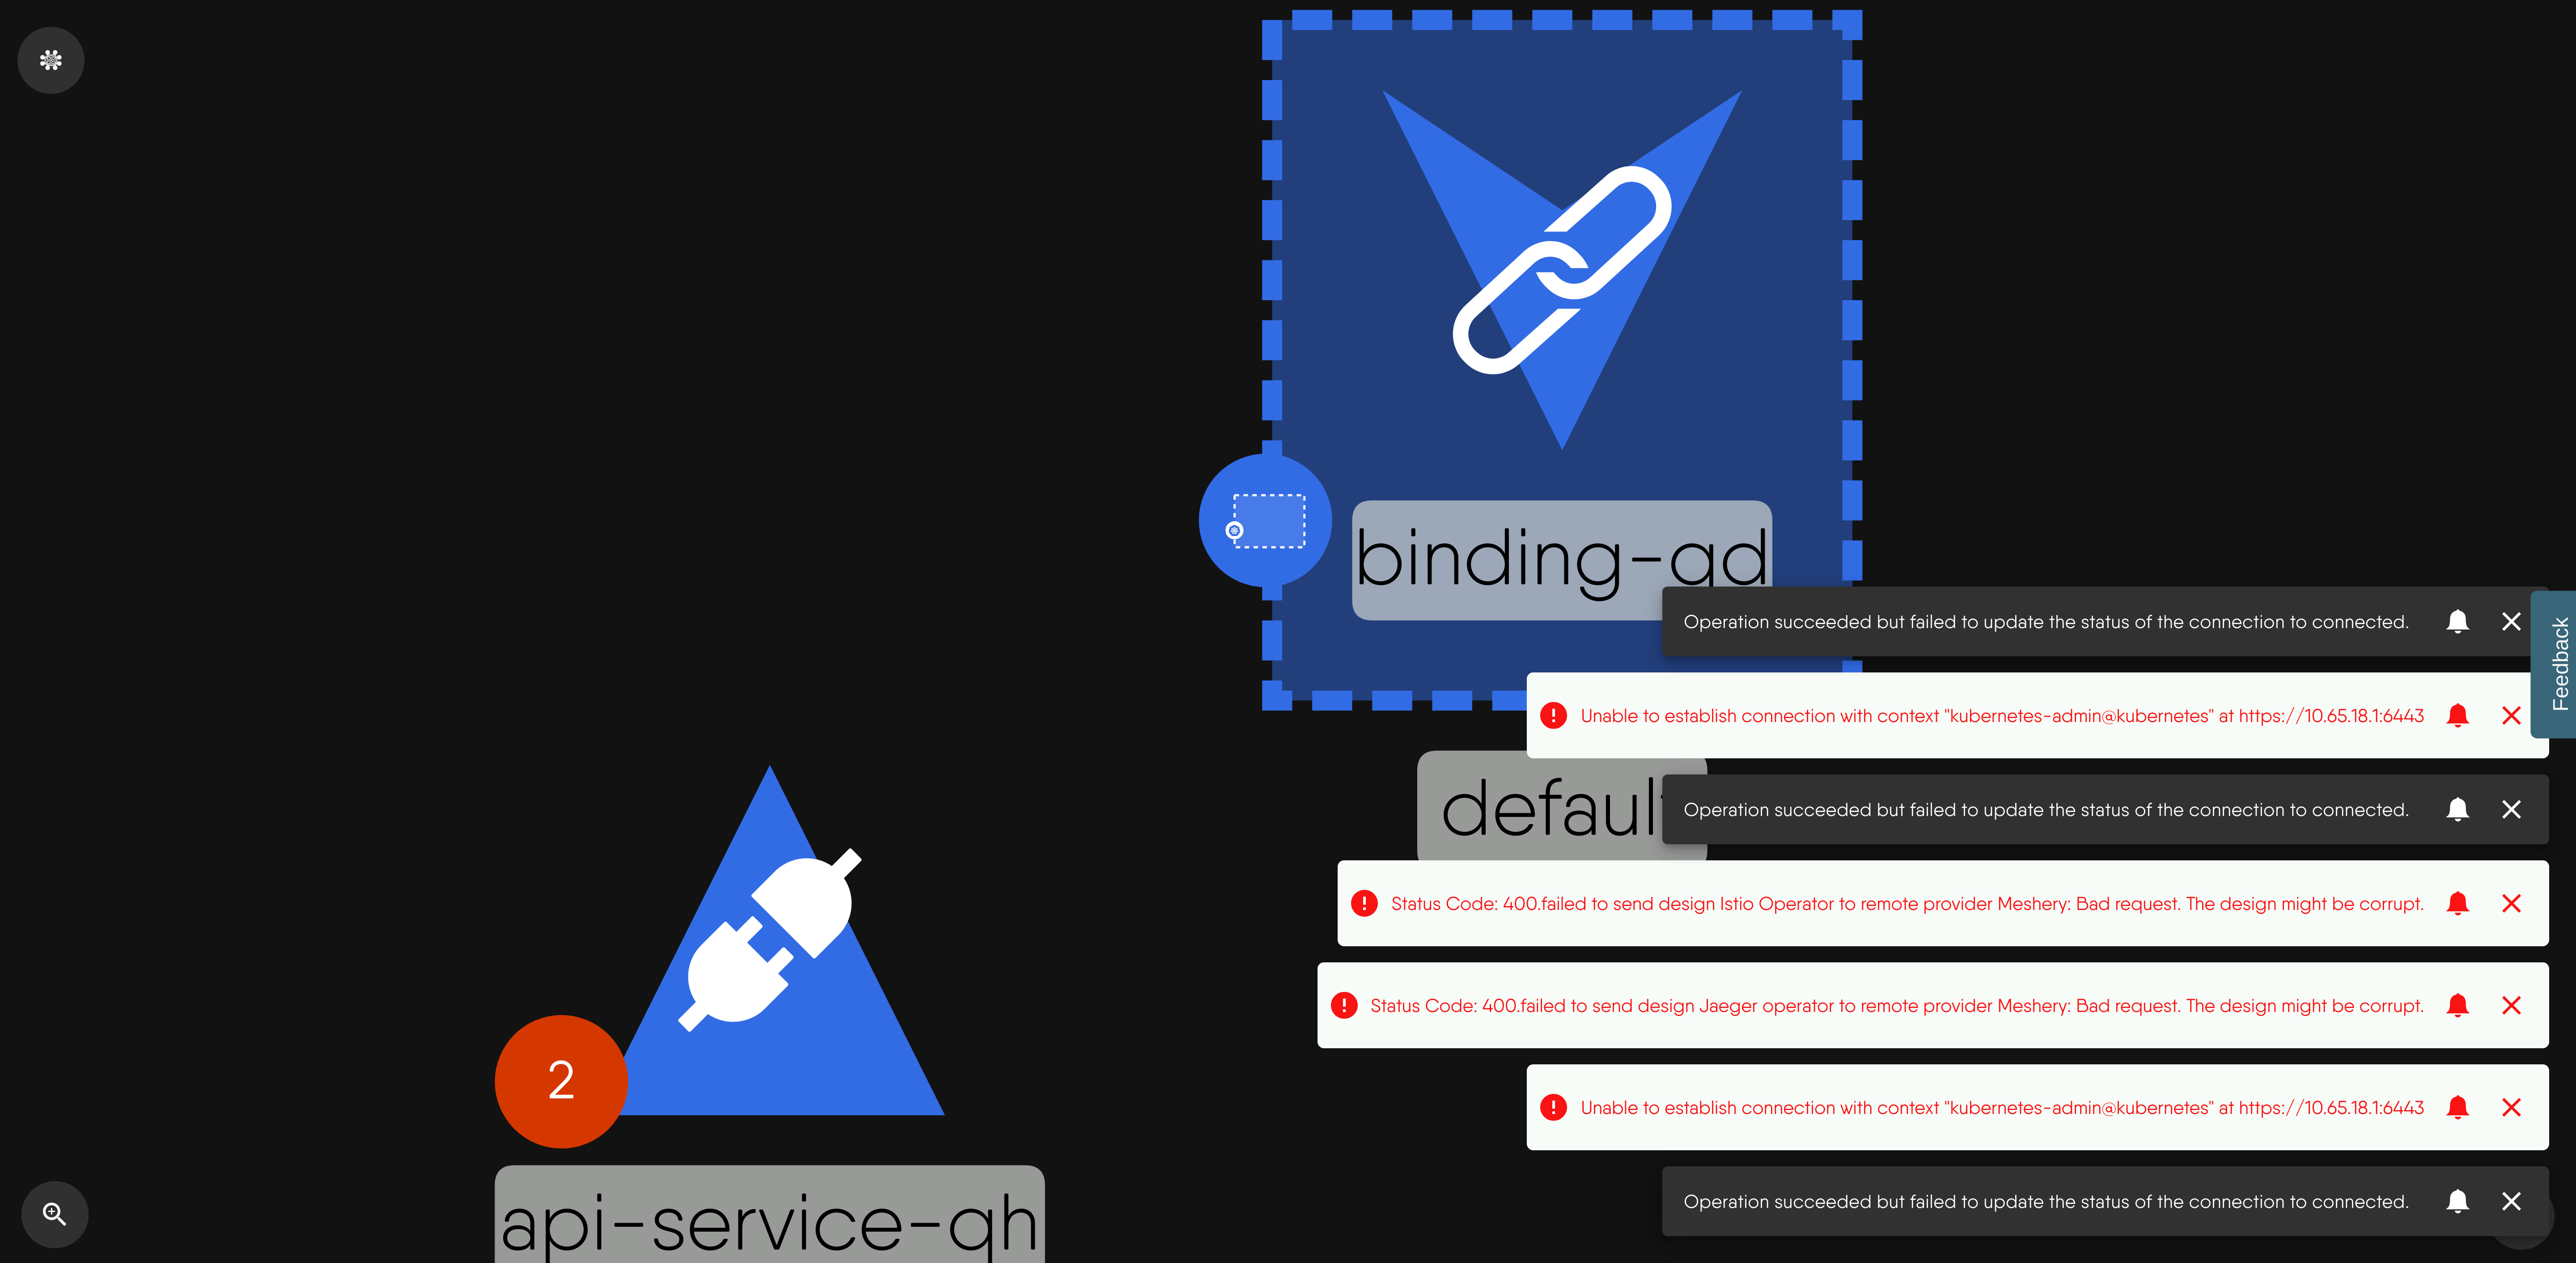 binding-qd
Operation succeeded but failed to update the status of the connection to connected.
Feedback
Unable to establish connection with context "kubernetes-admin@kubernetes" at https://10.65.18.1:6443
default
Operation succeeded but failed to update the status of the connection to connected.
Status Code: 400.failed to send design Istio Operator to remote provider Meshery: Bad request. The design might be corrupt.
Status Code: 400.failed to send design Jaeger operator to remote provider Meshery: Bad request. The design might be corrupt.
2
Unable to establish connection with context "kubernetes-admin@kubernetes" at https://10.65.18.1:6443
api-service-qh
Operation succeeded but failed to update the status of the connection to connected.